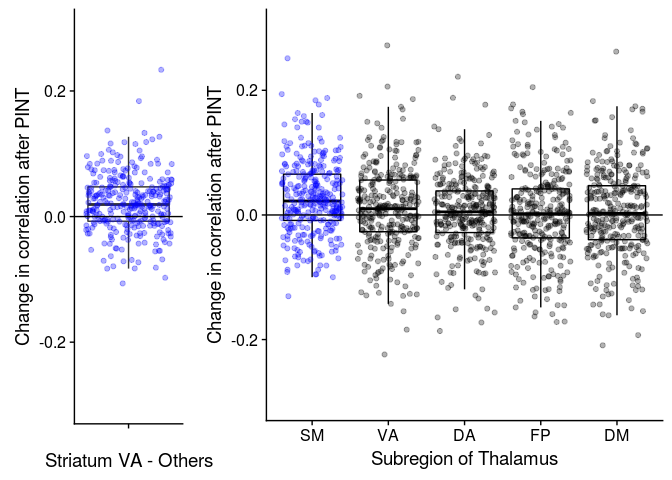 Change in correlation after PINT
0.2
0.0
-0.2
Striatum VA - Others
Change in correlation after PINT
0.2
0.0
-0.2
SM VA DA FP DM
Subregion of Thalamus